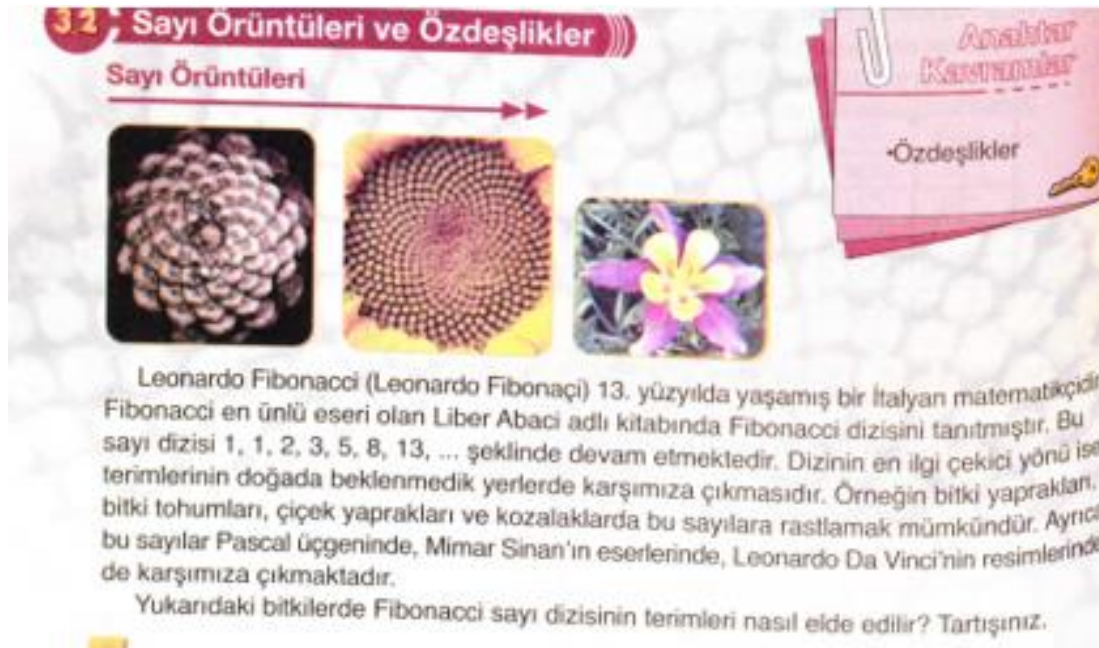 3.2 Sayı Örüntüleri ve Özdeşlikler
Sayı Örüntüleri
Anahtar
Kavramlar
•Özdeşlikler
Leonardo Fibonacci (Leonardo Fibonaçi) 13. yüzyılda yaşamış bir İtalyan matematikçidir
Fibonacci en ünlü eseri olan Liber Abaci adlı kitabında Fibonacci dizisini tanıtmıştır. Bu
sayı dizisi 1, 1, 2, 3, 5, 8, 13, ... şeklinde devam etmektedir. Dizinin en ilgi çekici yönü ise
terimlerinin doğada beklenmedik yerlerde karşımıza çıkmasıdır. Örneğin bitki yaprakları,
bitki tohumları, çiçek yaprakları ve kozalaklarda bu sayılara rastlamak mümkündür. Ayrıca
bu sayılar Pascal üçgeninde, Mimar Sinan'ın eserlerinde, Leonardo Da Vinci'nin resimlerinde
de karşımıza çıkmaktadır.
Yukarıdaki bitkilerde Fibonacci sayı dizisinin terimleri nasıl elde edilir? Tartışınız.